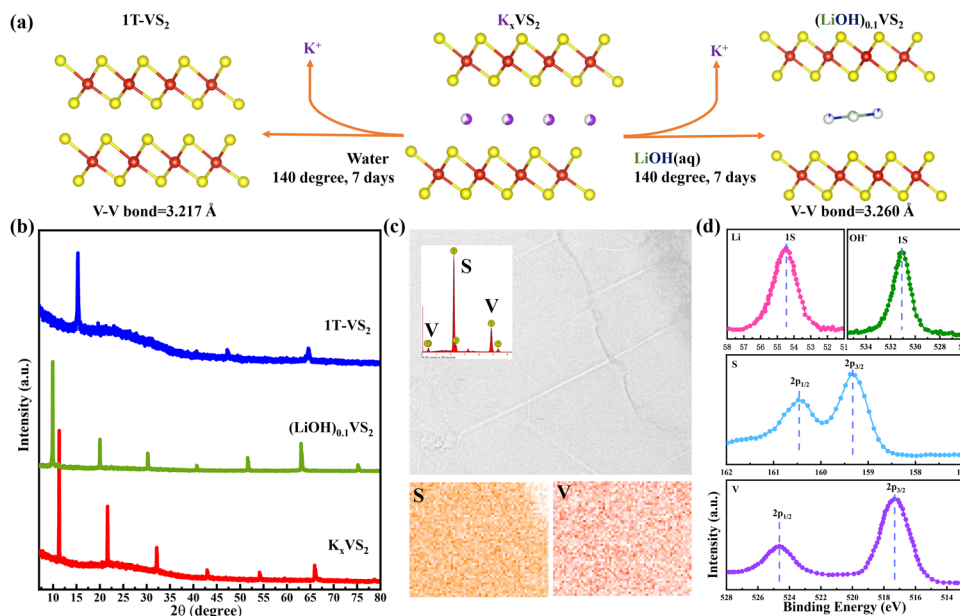 (a)
1T-VS₂
KₓVS₂
(LiOH)₀.₁VS₂
K⁺
K⁺
Water
140 degree, 7 days
LiOH(aq)
140 degree, 7 days
V-V bond=3.217 Å
V-V bond=3.260 Å
(b)
Intensity (a.u.)
1T-VS₂
(LiOH)₀.₁VS₂
KₓVS₂
10 15 20 25 30 35 40 45 50 55 60 65 70 75 80
2θ (degree)
(c)
S
V
V
S
V
(d)
Li
1S
58 57 56 55 54 53 52 51
OH⁻
1S
S
2p₁/₂
2p₃/₂
162 161 160 159 158
V
2p₁/₂
2p₃/₂
528 526 524 522 520 518 516 514
Intensity (a.u.)
Binding Energy (eV)